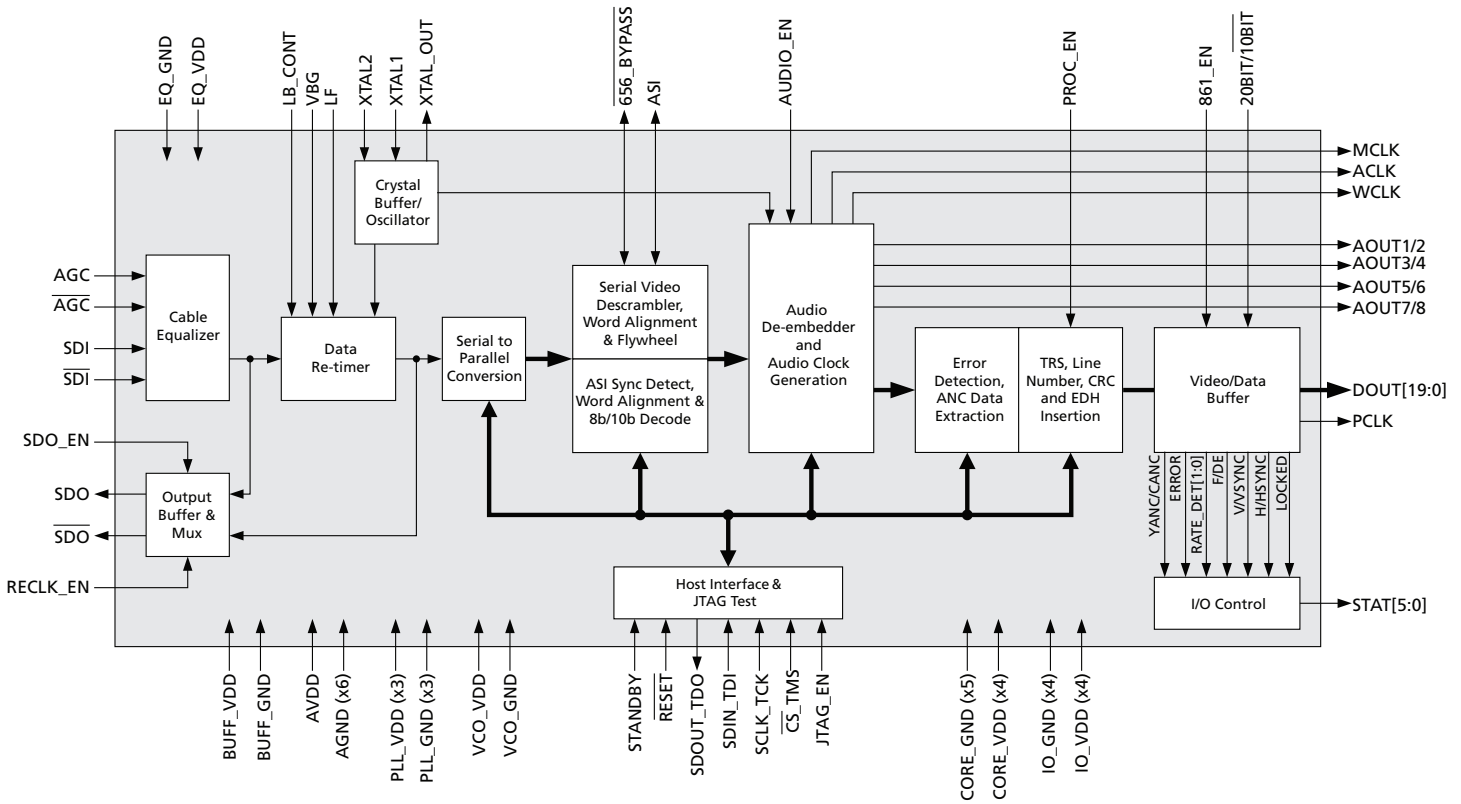 EQ_GND
EQ_VDD
LB_CONT
VBG
LF
XTAL2
XTAL1
XTAL_OUT
656_BYPASS
ASI
AUDIO_EN
PROC_EN
861_EN
20BIT/10BIT
MCLK
ACLK
WCLK
AOUT1/2
AOUT3/4
AOUT5/6
AOUT7/8
DOUT[19:0]
PCLK
STAT[5:0]
AGC
AGC
SDI
SDI
SDO_EN
SDO
SDO
RECLK_EN
Cable
Equalizer
Output
Buffer &
Mux
Crystal
Buffer/
Oscillator
Data
Re-timer
Serial to
Parallel
Conversion
Serial Video
Descrambler,
Word Alignment
& Flywheel
ASI Sync Detect,
Word Alignment &
8b/10b Decode
Audio
De-embedder
and
Audio Clock
Generation
Error
Detection,
ANC Data
Extraction
TRS, Line
Number, CRC
and EDH
Insertion
Video/Data
Buffer
YANC/CANC
ERROR
RATE_DET[1:0]
F/DE
V/VSYNC
H/HSYNC
LOCKED
I/O Control
Host Interface &
JTAG Test
BUFF_VDD
BUFF_GND
AVDD
AGND (x6)
PLL_VDD (x3)
PLL_GND (x3)
VCO_VDD
VCO_GND
STANDBY
RESET
SDOUT_TDO
SDIN_TDI
SCLK_TCK
CS_TMS
JTAG_EN
CORE_GND (x5)
CORE_VDD (x4)
IO_GND (x4)
IO_VDD (x4)